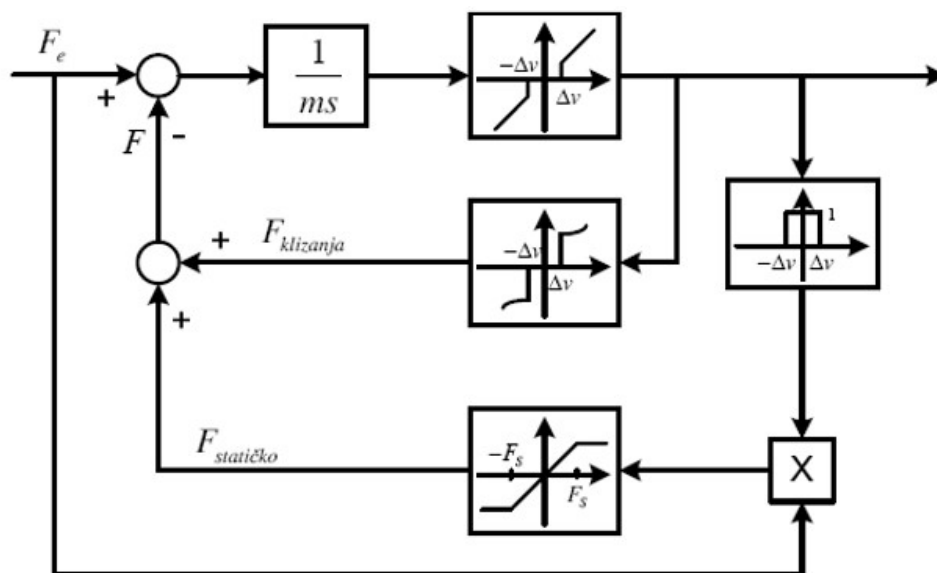 F_e
+
-
F
1
ms
-Δv
Δv
+
F_klizanja
-Δv
Δv
1
-Δv Δv
+
F_statičko
-F_s
F_s
X